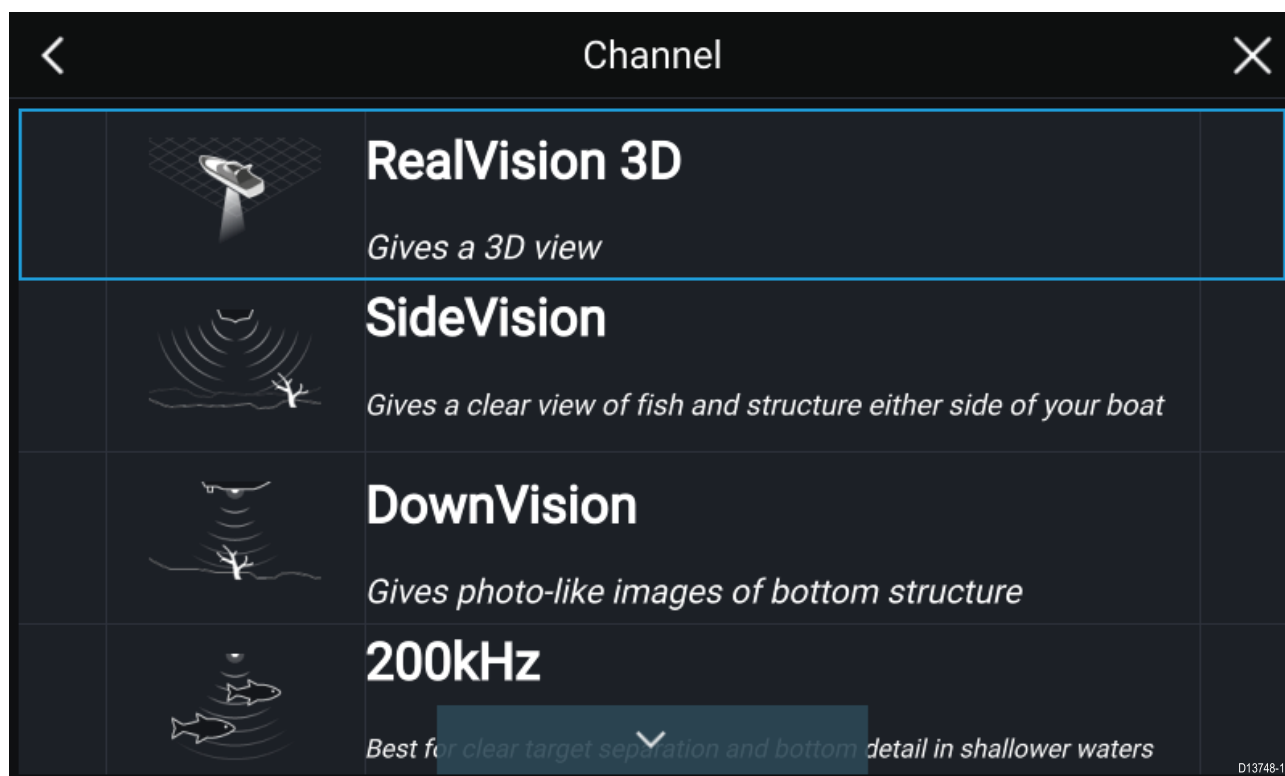 Channel
RealVision 3D
Gives a 3D view
SideVision
Gives a clear view of fish and structure either side of your boat
DownVision
Gives photo-like images of bottom structure
200kHz
Best for clear target separation and bottom detail in shallower waters
D13748-1